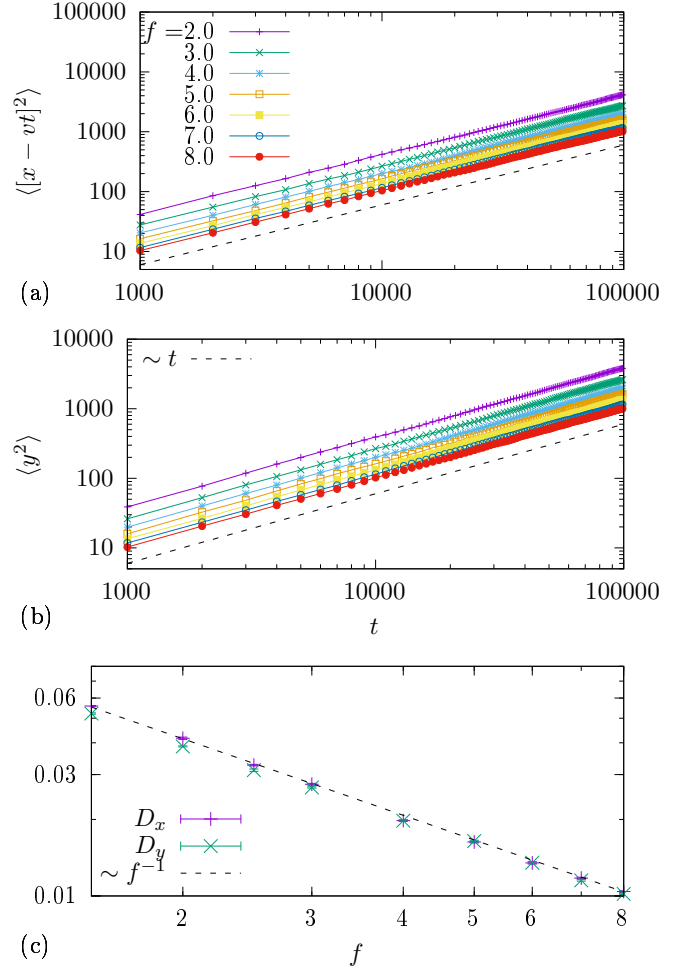 100000
10000
1000
100
10
⟨[x − vt]²⟩
f = 2.0
3.0
4.0
5.0
6.0
7.0
8.0
1000 10000 100000
(a)
10000
1000
100
10
⟨y²⟩
∼ t
1000 10000 100000
t
(b)
0.06
0.03
0.01
D_x
D_y
∼ f⁻¹
2 3 4 5 6 8
f
(c)